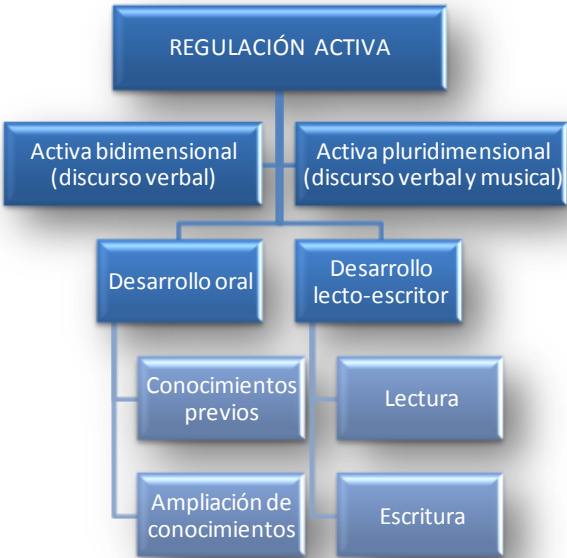 REGULACIÓN ACTIVA
Activa bidimensional
(discurso verbal)
Activa pluridimensional
(discurso verbal y musical)
Desarrollo oral
Desarrollo
lecto-escritor
Conocimientos
previos
Lectura
Ampliación de
conocimientos
Escritura